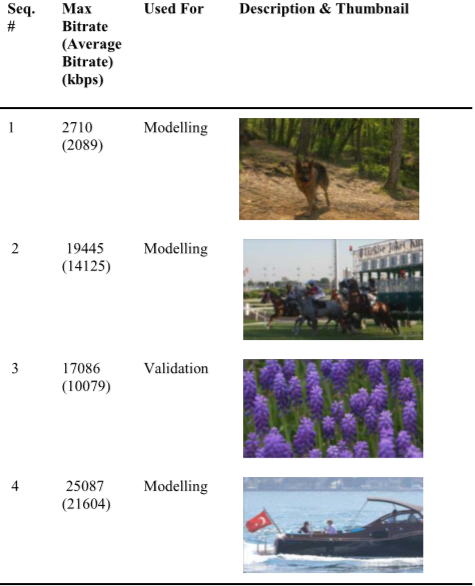 Seq. # Max Bitrate (Average Bitrate) (kbps) Used For Description & Thumbnail
1 2710 (2089) Modelling
2 19445 (14125) Modelling
3 17086 (10079) Validation
4 25087 (21604) Modelling